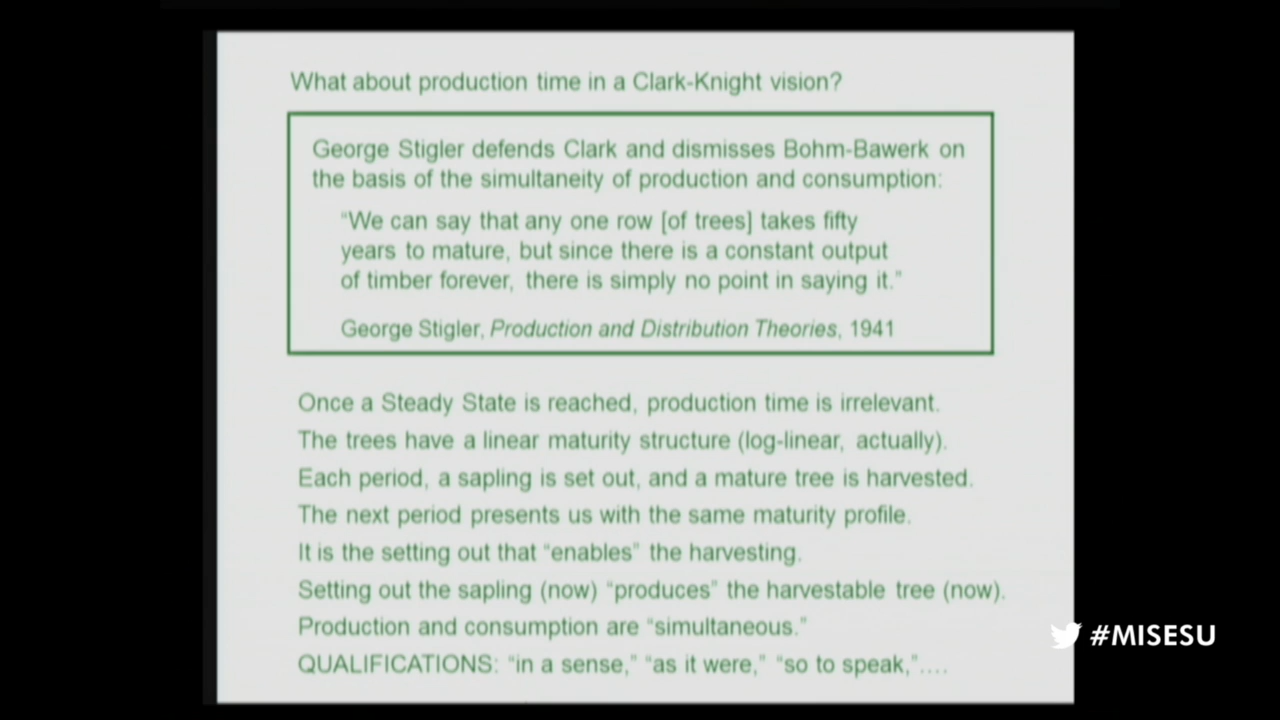 What about production time in a Clark-Knight vision?
George Stigler defends Clark and dismisses Bohm-Bawerk on
the basis of the simultaneity of production and consumption:
“We can say that any one row [of trees] takes fifty
years to mature, but since there is a constant output
of timber forever, there is simply no point in saying it.”
George Stigler, Production and Distribution Theories, 1941
Once a Steady State is reached, production time is irrelevant.
The trees have a linear maturity structure (log-linear, actually).
Each period, a sapling is set out, and a mature tree is harvested.
The next period presents us with the same maturity profile.
It is the setting out that “enables” the harvesting.
Setting out the sapling (now) “produces” the harvestable tree (now).
Production and consumption are “simultaneous.”
QUALIFICATIONS: “in a sense,” “as it were,” “so to speak,”....
#MISESU